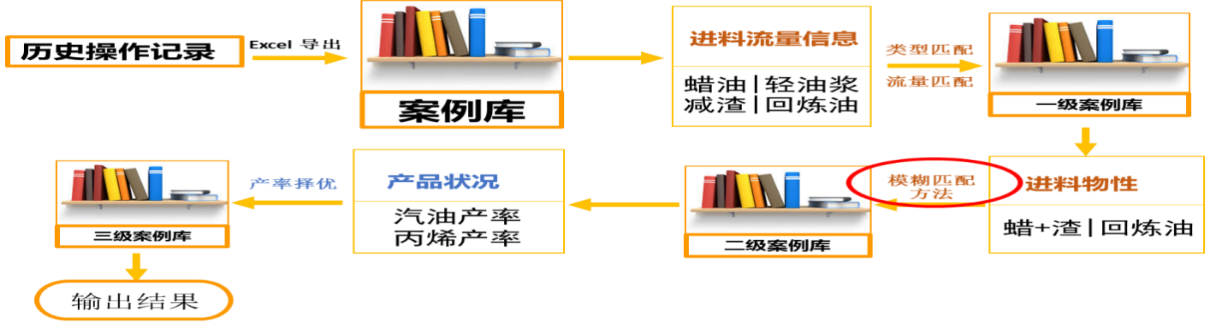 历史操作记录
Excel 导出
案例库
进料流量信息
蜡油|轻油浆
减渣|回炼油
类型匹配
流量匹配
一级案例库
进料物性
蜡+渣|回炼油
模糊匹配
方法
二级案例库
产品状况
汽油产率
丙烯产率
产率择优
三级案例库
输出结果